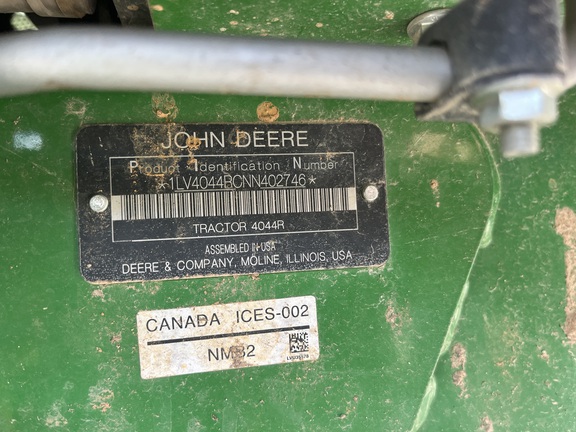 JOHN DEERE
Product Identification Number
*1LV4044RCNN402746*
TRACTOR 4044R
ASSEMBLED IN USA
DEERE & COMPANY, MOLINE, ILLINOIS, USA
CANADA ICES-002